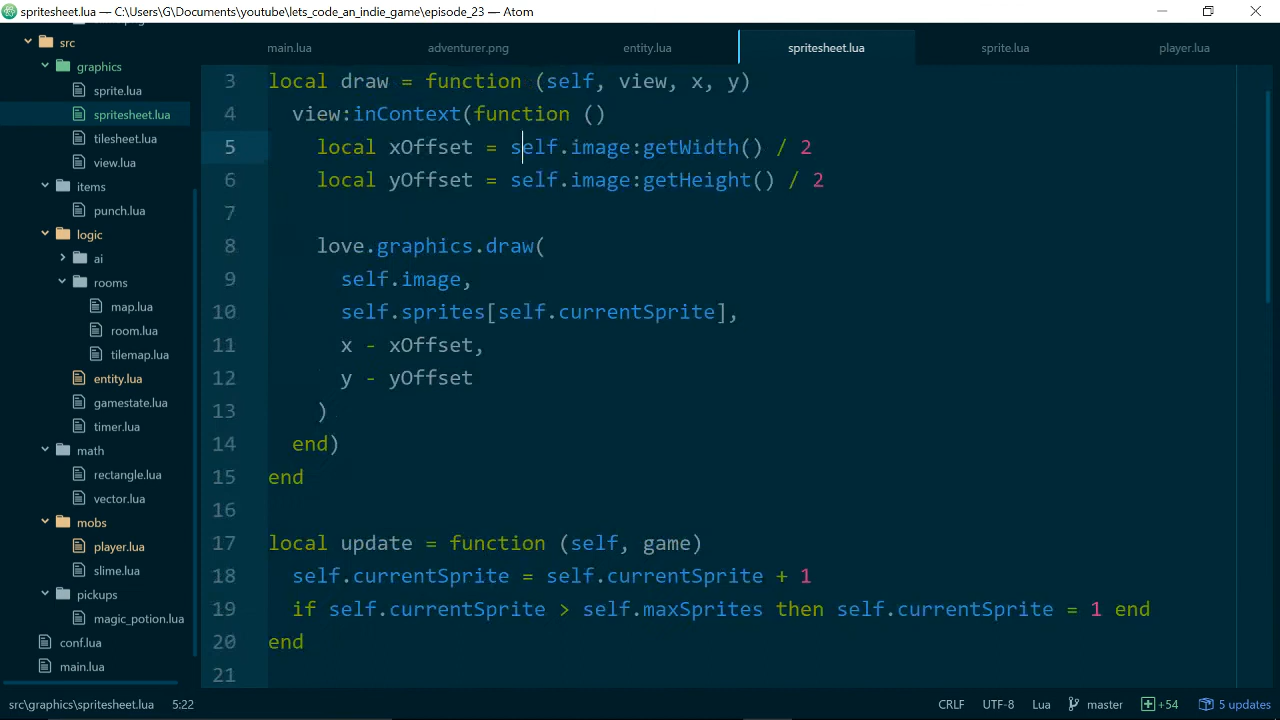 spritesheet.lua — C:\Users\G\Documents\youtube\lets_code_an_indie_game\episode_23 — Atom
main.lua
adventurer.png
entity.lua
spritesheet.lua
sprite.lua
player.lua
src
graphics
sprite.lua
spritesheet.lua
tilesheet.lua
view.lua
items
punch.lua
logic
ai
rooms
map.lua
room.lua
tilemap.lua
entity.lua
gamestate.lua
timer.lua
math
rectangle.lua
vector.lua
mobs
player.lua
slime.lua
pickups
magic_potion.lua
conf.lua
main.lua
3 local draw = function (self, view, x, y)
4 view:inContext(function ()
5 local xOffset = self.image:getWidth() / 2
6 local yOffset = self.image:getHeight() / 2
7
8 love.graphics.draw(
9 self.image,
10 self.sprites[self.currentSprite],
11 x - xOffset,
12 y - yOffset
13 )
14 end)
15 end
16
17 local update = function (self, game)
18 self.currentSprite = self.currentSprite + 1
19 if self.currentSprite > self.maxSprites then self.currentSprite = 1 end
20 end
21
src\graphics\spritesheet.lua 5:22
CRLF UTF-8 Lua master +54 5 updates